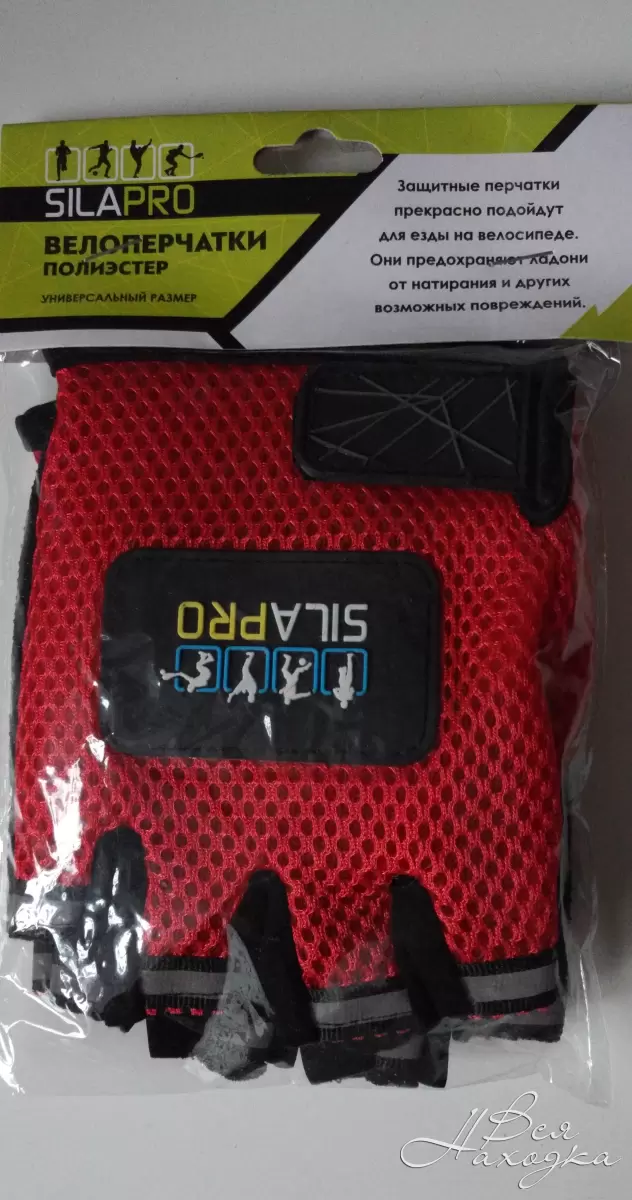 SILAPRO
ВЕЛОПЕРЧАТКИ
ПОЛИЭСТЕР
УНИВЕРСАЛЬНЫЙ РАЗМЕР
Защитные перчатки
прекрасно подойдут
для езды на велосипеде.
Они предохраняют ладони
от натирания и других
возможных повреждений.
SILAPRO
Вся
Находка